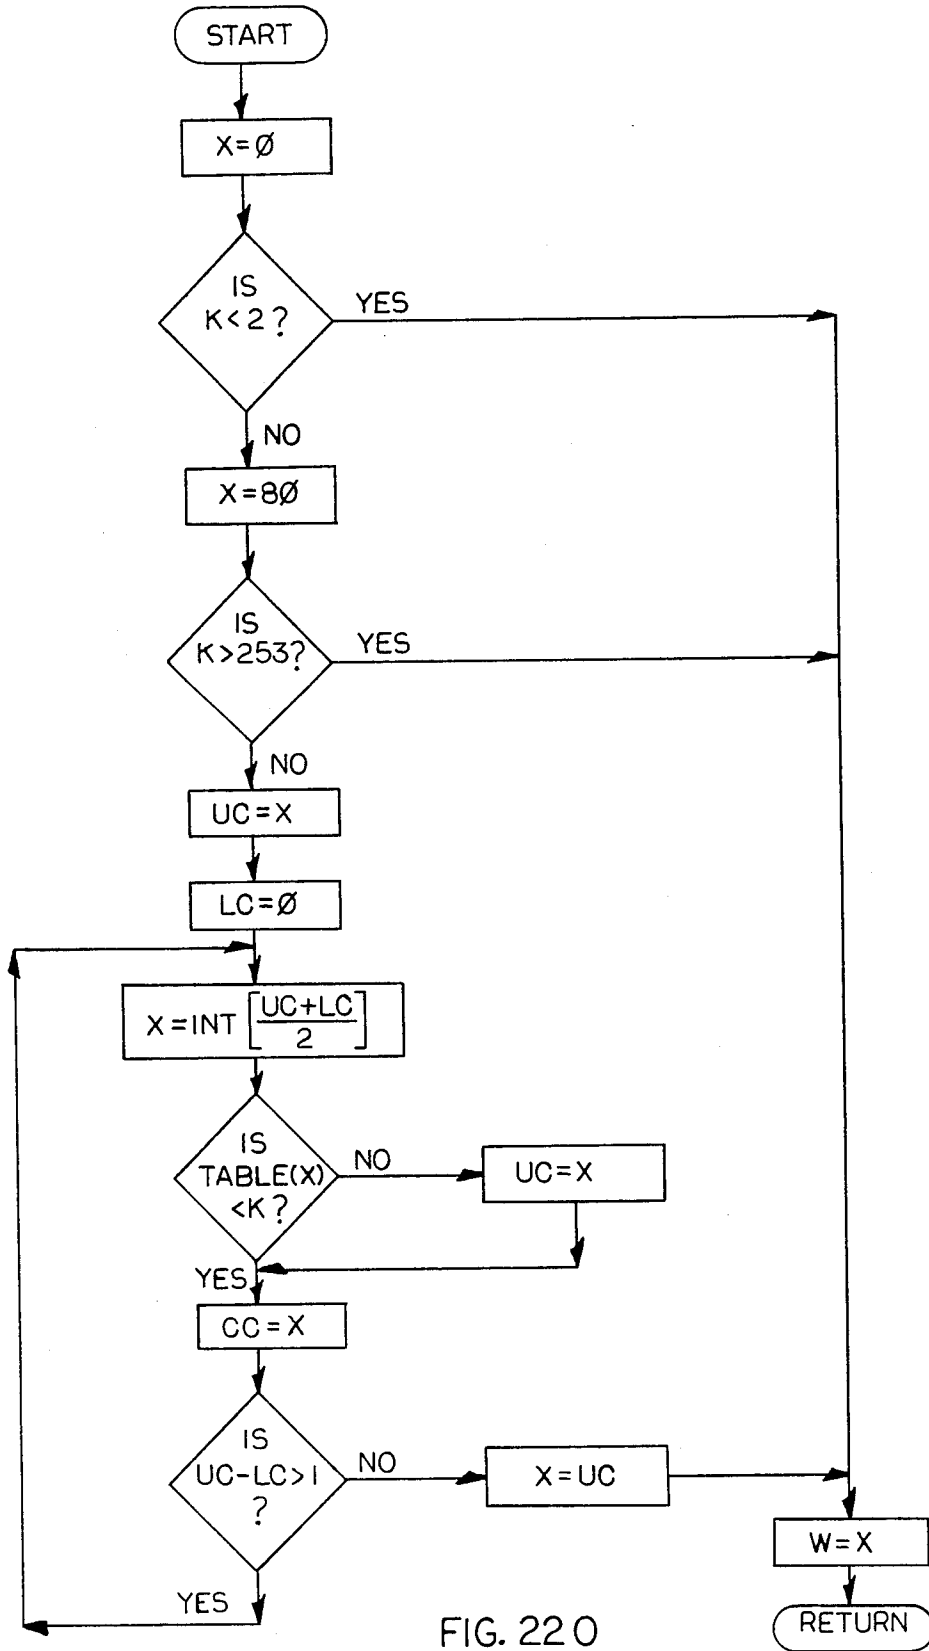 START
X=Ø
IS
K<2?
YES
NO
X=8Ø
IS
K>253?
YES
NO
UC=X
LC=Ø
X=INT [UC+LC
2]
IS
TABLE(X)
<K?
NO
UC=X
YES
CC=X
IS
UC-LC>1
?
NO
X=UC
W=X
YES
RETURN
FIG. 220